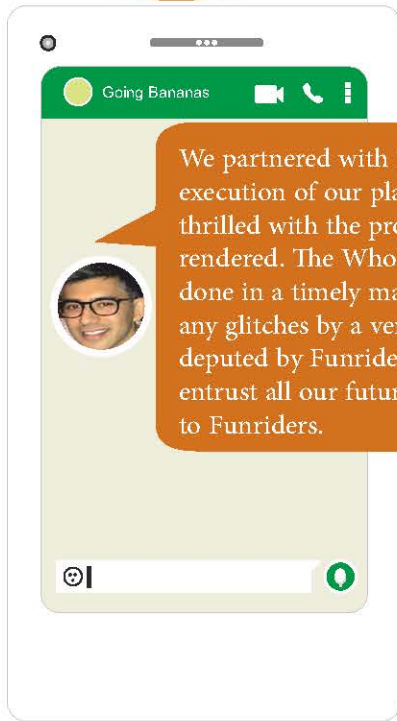 Going Bananas
We partnered with
execution of our pla
thrilled with the pro
rendered. The Who
done in a timely ma
any glitches by a ver
deputed by Funride
entrust all our futur
to Funriders.